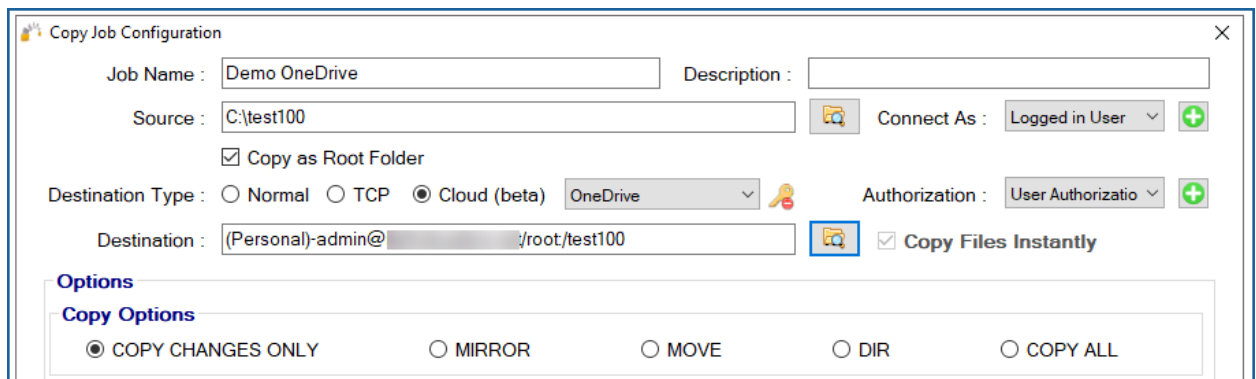 Copy Job Configuration
Job Name : Demo OneDrive Description :
Source : C:\test100 Connect As : Logged in User
Copy as Root Folder
Destination Type : Normal TCP Cloud (beta) OneDrive Authorization : User Authorizatio
Destination : (Personal)-admin@ :/root:/test100 Copy Files Instantly
Options
Copy Options
COPY CHANGES ONLY MIRROR MOVE DIR COPY ALL